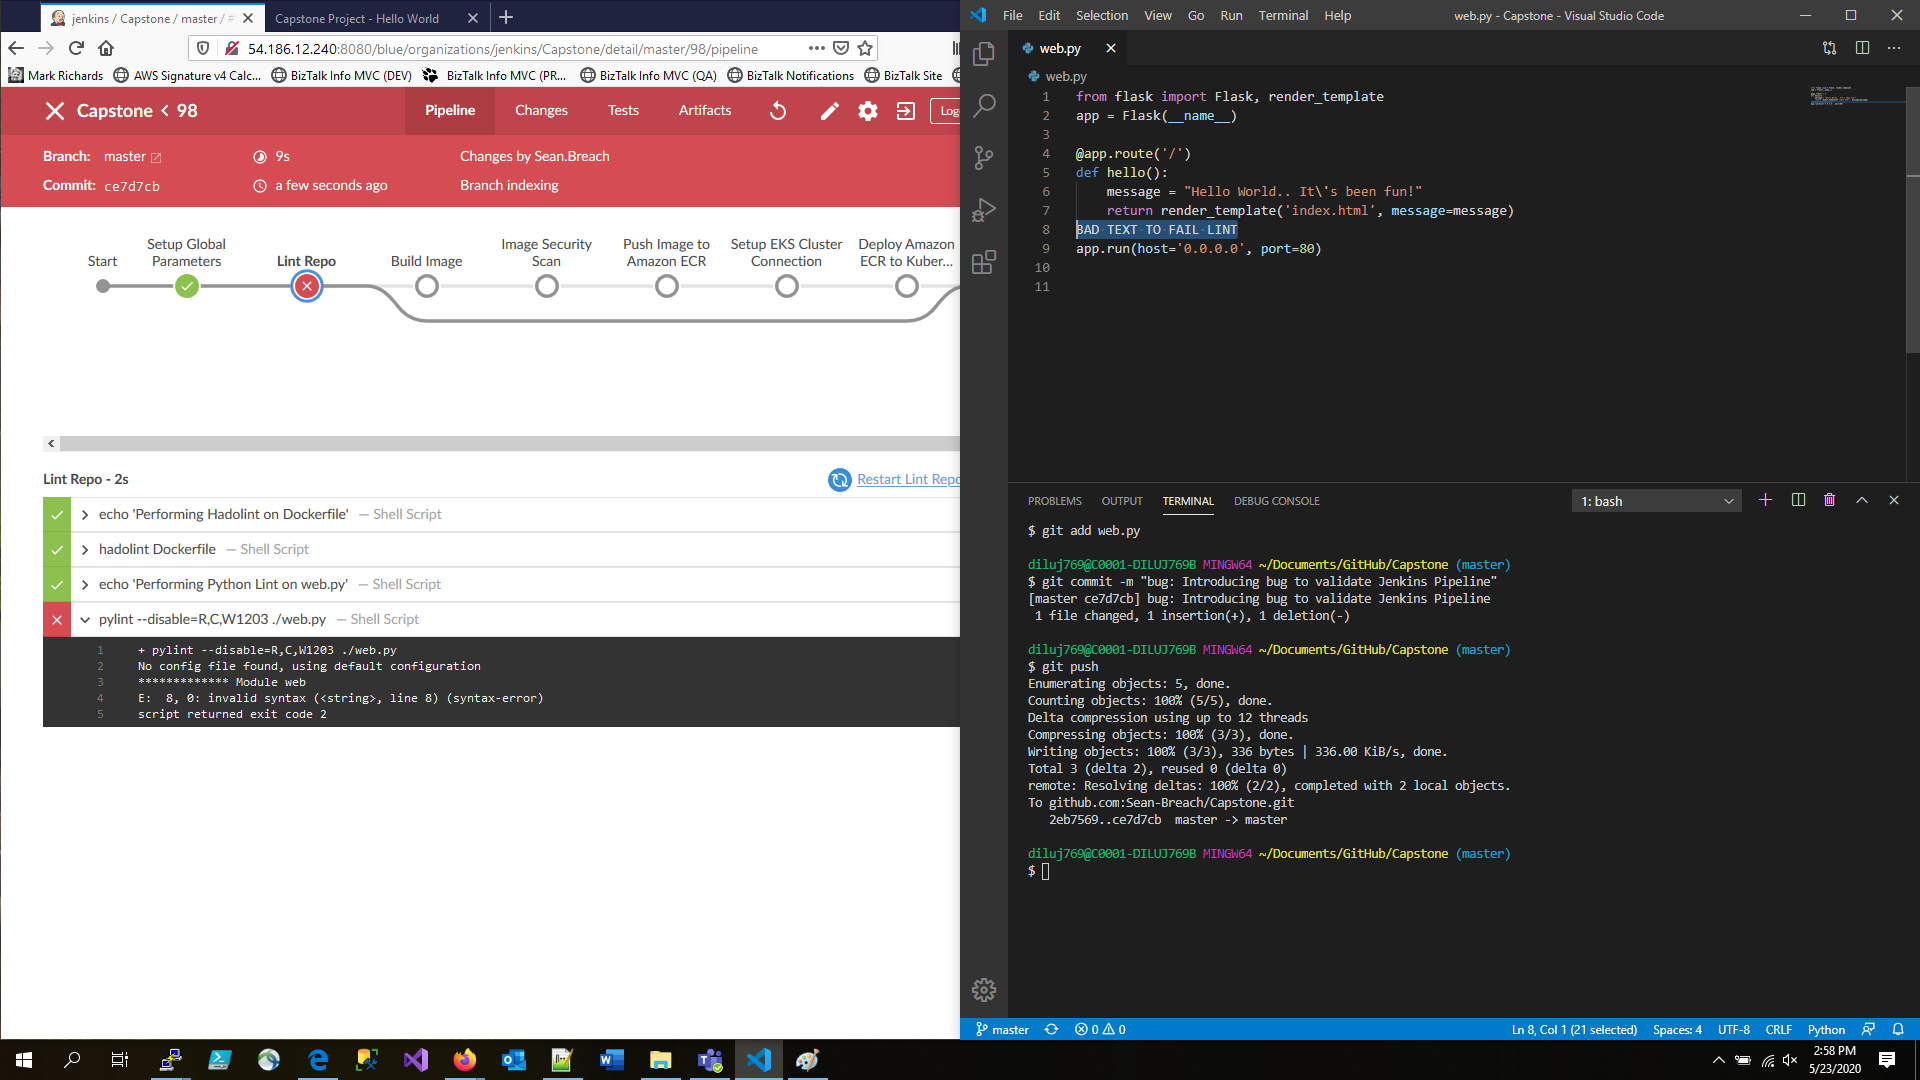 jenkins / Capstone / master / #
Capstone Project - Hello World
54.186.12.240:8080/blue/organizations/jenkins/Capstone/detail/master/98/pipeline
Mark Richards
AWS Signature v4 Calc...
BizTalk Info MVC (DEV)
BizTalk Info MVC (PR...
BizTalk Info MVC (QA)
BizTalk Notifications
BizTalk Site
Capstone < 98
Pipeline
Changes
Tests
Artifacts
Log
Branch: master
9s
Changes by Sean.Breach
Commit: ce7d7cb
a few seconds ago
Branch indexing
Start
Setup Global
Parameters
Lint Repo
Build Image
Image Security
Scan
Push Image to
Amazon ECR
Setup EKS Cluster
Connection
Deploy Amazon
ECR to Kuber...
Lint Repo - 2s
Restart Lint Repo
echo 'Performing Hadolint on Dockerfile' — Shell Script
hadolint Dockerfile — Shell Script
echo 'Performing Python Lint on web.py' — Shell Script
pylint --disable=R,C,W1203 ./web.py — Shell Script
1 + pylint --disable=R,C,W1203 ./web.py
2 No config file found, using default configuration
3 ************* Module web
4 E:  8, 0: invalid syntax (<string>, line 8) (syntax-error)
5 script returned exit code 2
File Edit Selection View Go Run Terminal Help
web.py - Capstone - Visual Studio Code
web.py
web.py
1 from flask import Flask, render_template
2 app = Flask(__name__)
3
4 @app.route('/')
5 def hello():
6     message = "Hello World.. It\'s been fun!"
7     return render_template('index.html', message=message)
8 BAD TEXT TO FAIL LINT
9 app.run(host='0.0.0.0', port=80)
10
11
PROBLEMS OUTPUT TERMINAL DEBUG CONSOLE
1: bash
$ git add web.py
diluj769@C0001-DILUJ769B MINGW64 ~/Documents/GitHub/Capstone (master)
$ git commit -m "bug: Introducing bug to validate Jenkins Pipeline"
[master ce7d7cb] bug: Introducing bug to validate Jenkins Pipeline
 1 file changed, 1 insertion(+), 1 deletion(-)
diluj769@C0001-DILUJ769B MINGW64 ~/Documents/GitHub/Capstone (master)
$ git push
Enumerating objects: 5, done.
Counting objects: 100% (5/5), done.
Delta compression using up to 12 threads
Compressing objects: 100% (3/3), done.
Writing objects: 100% (3/3), 336 bytes | 336.00 KiB/s, done.
Total 3 (delta 2), reused 0 (delta 0)
remote: Resolving deltas: 100% (2/2), completed with 2 local objects.
To github.com:Sean-Breach/Capstone.git
   2eb7569..ce7d7cb  master -> master
diluj769@C0001-DILUJ769B MINGW64 ~/Documents/GitHub/Capstone (master)
$
master
0 0
Ln 8, Col 1 (21 selected)
Spaces: 4
UTF-8
CRLF
Python
2:58 PM
5/23/2020